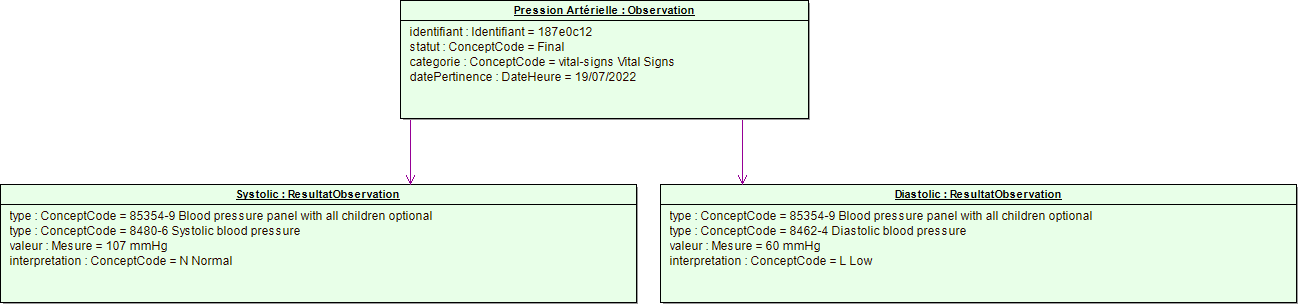 Pression Artérielle : Observation
identifiant : Identifiant = 187e0c12
statut : ConceptCode = Final
categorie : ConceptCode = vital-signs Vital Signs
datePertinence : DateHeure = 19/07/2022
Systolic : ResultatObservation
type : ConceptCode = 85354-9 Blood pressure panel with all children optional
type : ConceptCode = 8480-6 Systolic blood pressure
valeur : Mesure = 107 mmHg
interpretation : ConceptCode = N Normal
Diastolic : ResultatObservation
type : ConceptCode = 85354-9 Blood pressure panel with all children optional
type : ConceptCode = 8462-4 Diastolic blood pressure
valeur : Mesure = 60 mmHg
interpretation : ConceptCode = L Low